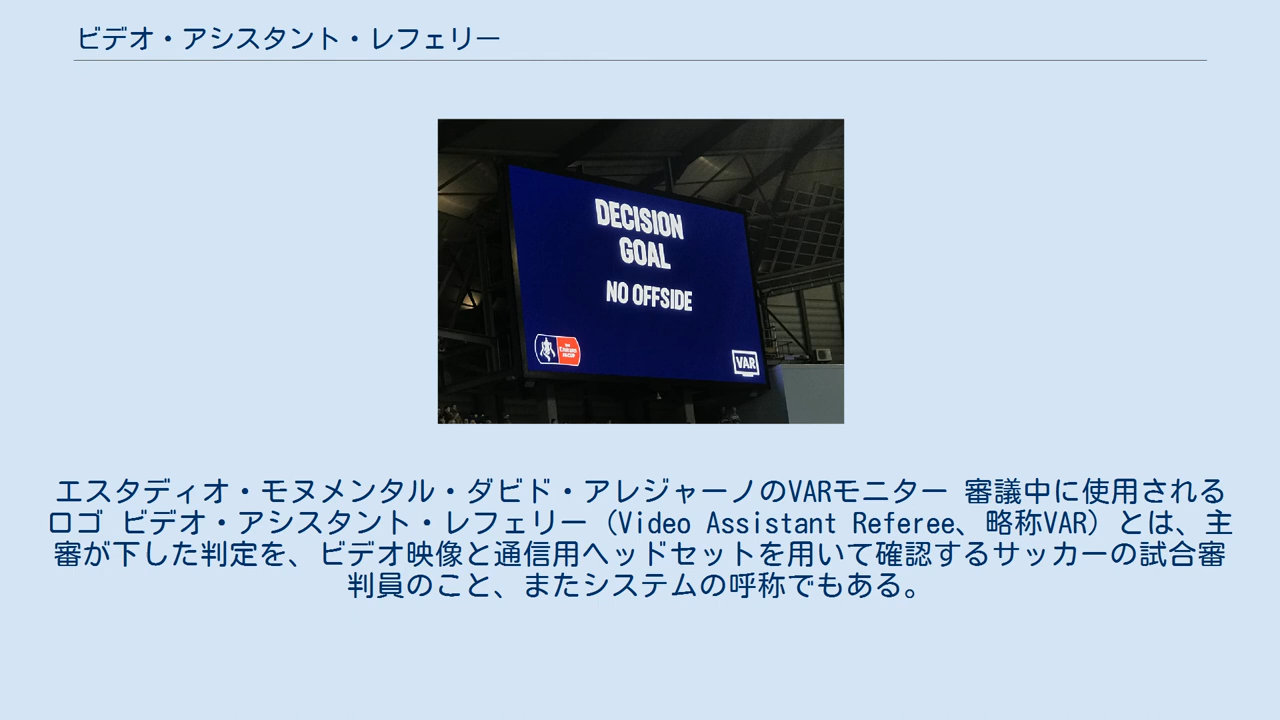 ビデオ・アシスタント・レフェリー
DECISION
GOAL
NO OFFSIDE
VAR
エスタディオ・モヌメンタル・ダビド・アレジャーノのVARモニター 審議中に使用される
ロゴ ビデオ・アシスタント・レフェリー（Video Assistant Referee、略称VAR）とは、主
審が下した判定を、ビデオ映像と通信用ヘッドセットを用いて確認するサッカーの試合審
判員のこと、またシステムの呼称でもある。